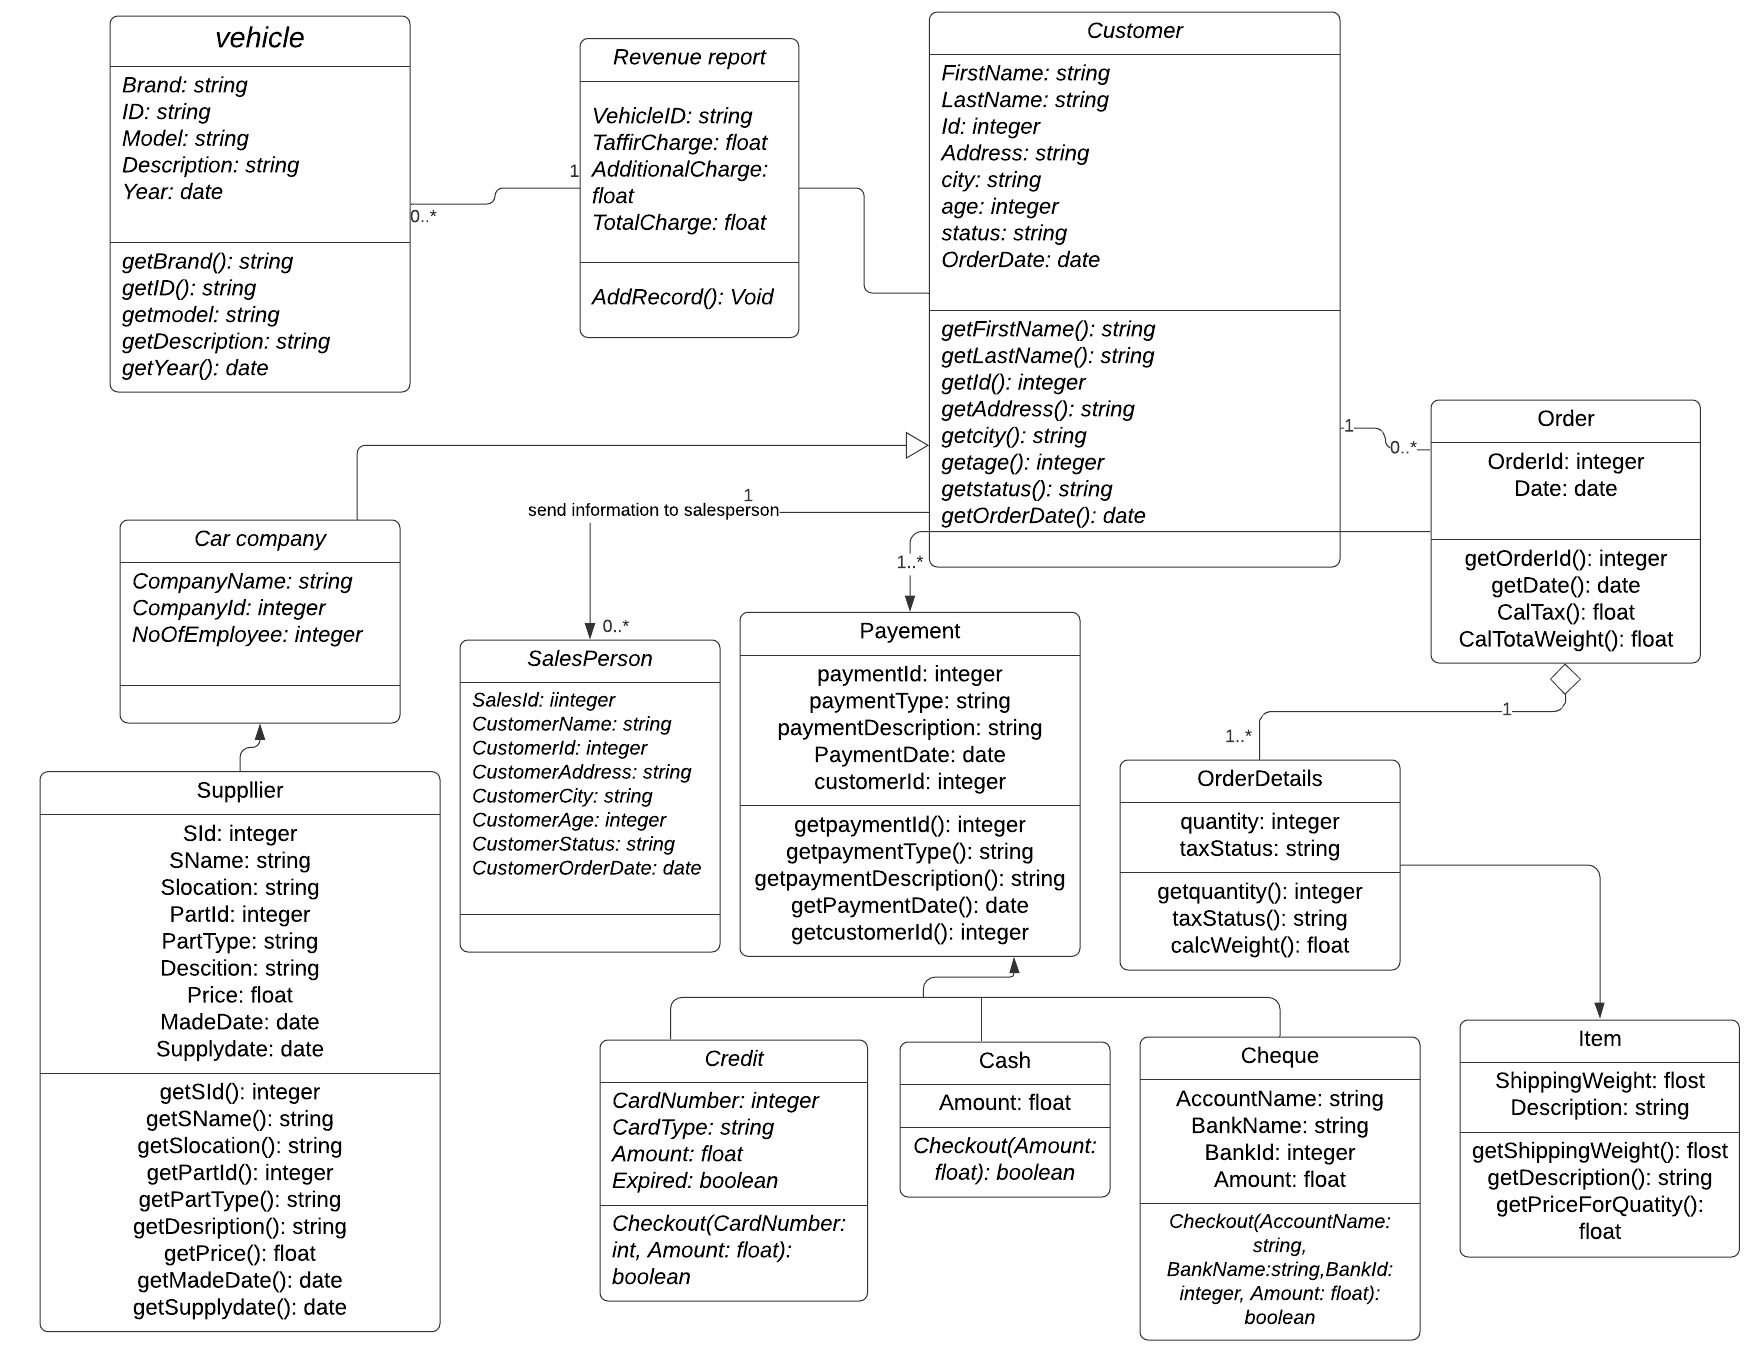 vehicle
Brand: string
ID: string
Model: string
Description: string
Year: date
getBrand(): string
getID(): string
getmodel: string
getDescription: string
getYear(): date
0..*
1
Revenue report
VehicleID: string
TaffirCharge: float
AdditionalCharge:
float
TotalCharge: float
AddRecord(): Void
Customer
FirstName: string
LastName: string
Id: integer
Address: string
city: string
age: integer
status: string
OrderDate: date
getFirstName(): string
getLastName(): string
getId(): integer
getAddress(): string
getcity(): string
getage(): integer
getstatus(): string
getOrderDate(): date
1
0..*
Order
OrderId: integer
Date: date
getOrderId(): integer
getDate(): date
CalTax(): float
CalTotaWeight(): float
1
send information to salesperson
0..*
1..*
Car company
CompanyName: string
CompanyId: integer
NoOfEmployee: integer
SalesPerson
SalesId: iinteger
CustomerName: string
CustomerId: integer
CustomerAddress: string
CustomerCity: string
CustomerAge: integer
CustomerStatus: string
CustomerOrderDate: date
Payement
paymentId: integer
paymentType: string
paymentDescription: string
PaymentDate: date
customerId: integer
getpaymentId(): integer
getpaymentType(): string
getpaymentDescription(): string
getPaymentDate(): date
getcustomerId(): integer
1
1..*
OrderDetails
quantity: integer
taxStatus: string
getquantity(): integer
taxStatus(): string
calcWeight(): float
Suppllier
SId: integer
SName: string
Slocation: string
PartId: integer
PartType: string
Descition: string
Price: float
MadeDate: date
Supplydate: date
getSId(): integer
getSName(): string
getSlocation(): string
getPartId(): integer
getPartType(): string
getDesription(): string
getPrice(): float
getMadeDate(): date
getSupplydate(): date
Credit
CardNumber: integer
CardType: string
Amount: float
Expired: boolean
Checkout(CardNumber:
int, Amount: float):
boolean
Cash
Amount: float
Checkout(Amount:
float): boolean
Cheque
AccountName: string
BankName: string
BankId: integer
Amount: float
Checkout(AccountName:
string,
BankName:string,BankId:
integer, Amount: float):
boolean
Item
ShippingWeight: flost
Description: string
getShippingWeight(): flost
getDescription(): string
getPriceForQuatity():
float